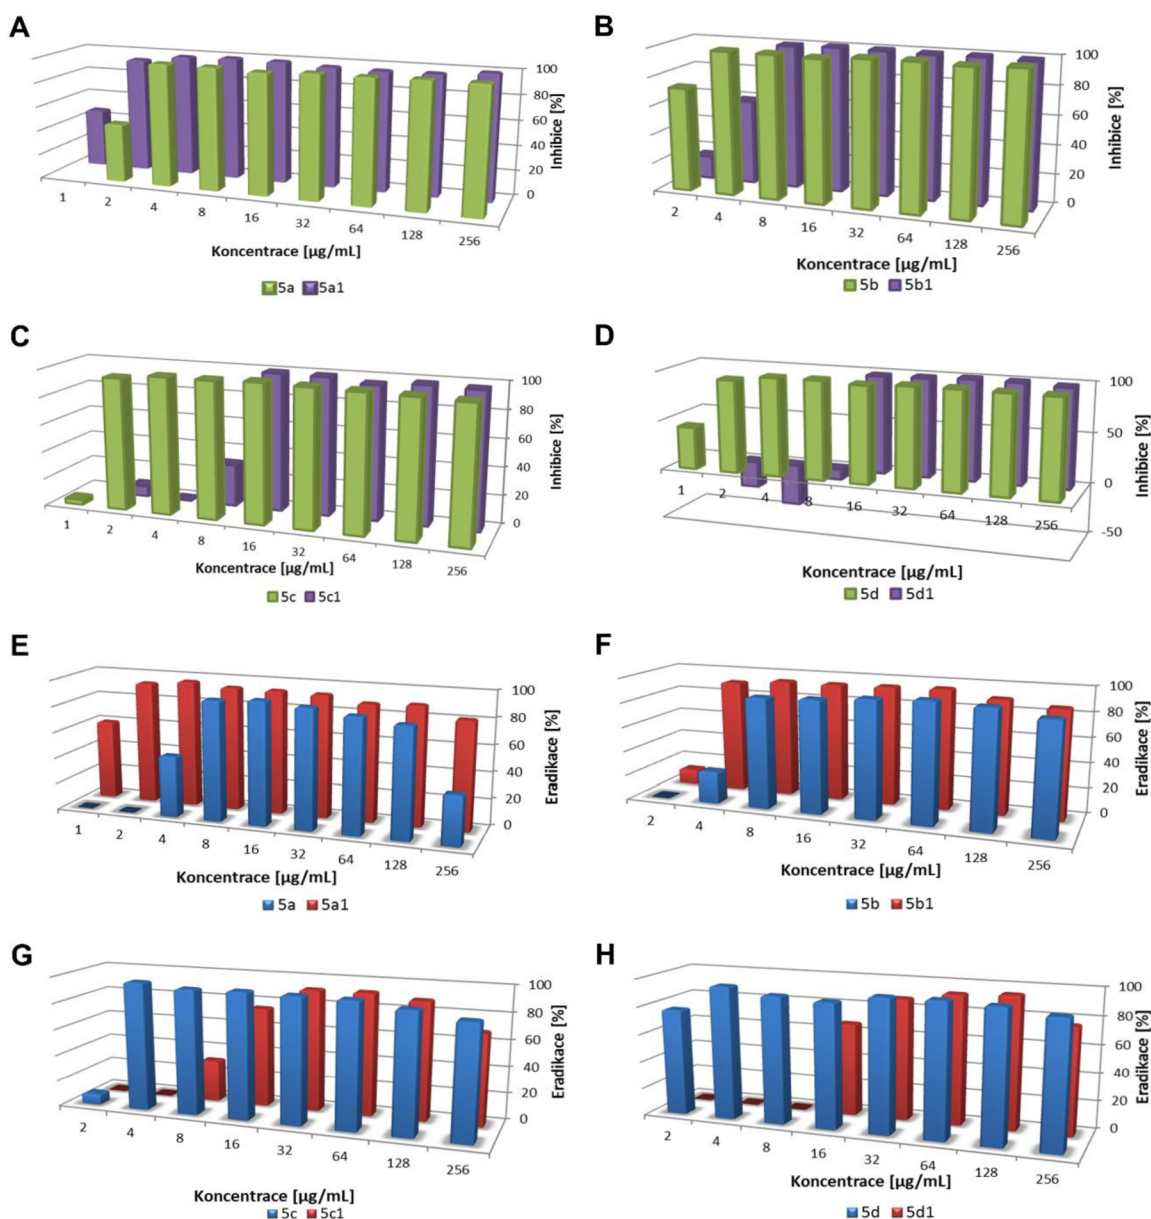 A
100
80
60
40
20
0
Inhibice [%]
1 2 4 8 16 32 64 128 256
Koncentrace [µg/mL]
5a 5a1
B
100
80
60
40
20
0
Inhibice [%]
2 4 8 16 32 64 128 256
Koncentrace [µg/mL]
5b 5b1
C
100
80
60
40
20
0
Inhibice [%]
1 2 4 8 16 32 64 128 256
Koncentrace [µg/mL]
5c 5c1
D
100
50
0
-50
Inhibice [%]
1 2 4 8 16 32 64 128 256
Koncentrace [µg/mL]
5d 5d1
E
100
80
60
40
20
0
Eradikace [%]
1 2 4 8 16 32 64 128 256
Koncentrace [µg/mL]
5a 5a1
F
100
80
60
40
20
0
Eradikace [%]
2 4 8 16 32 64 128 256
Koncentrace [µg/mL]
5b 5b1
G
100
80
60
40
20
0
Eradikace [%]
2 4 8 16 32 64 128 256
Koncentrace [µg/mL]
5c 5c1
H
100
80
60
40
20
0
Eradikace [%]
2 4 8 16 32 64 128 256
Koncentrace [µg/mL]
5d 5d1